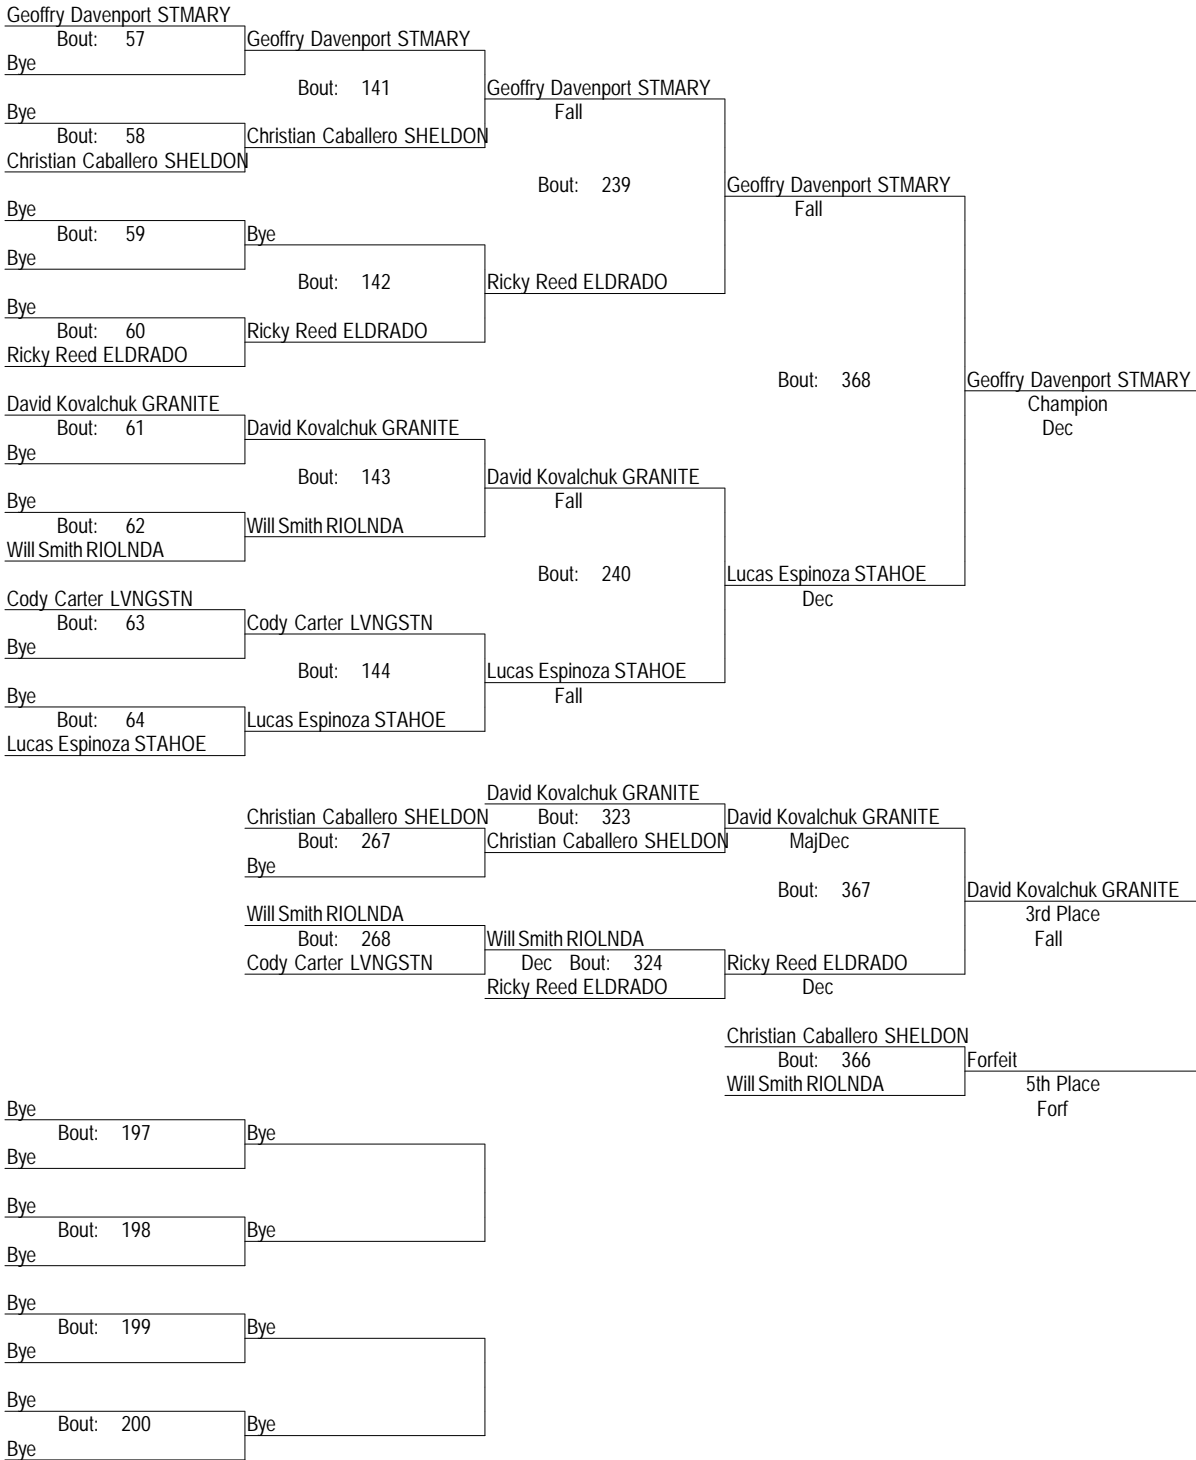 Geoffry Davenport STMARY
Bout: 57
Geoffry Davenport STMARY
Bye
Bout: 141
Geoffry Davenport STMARY
Bye
Fall
Bout: 58
Christian Caballero SHELDON
Christian Caballero SHELDON
Bout: 239
Geoffry Davenport STMARY
Bye
Fall
Bout: 59
Bye
Bye
Bout: 142
Ricky Reed ELDRADO
Bye
Bout: 60
Ricky Reed ELDRADO
Ricky Reed ELDRADO
Bout: 368
Geoffry Davenport STMARY
David Kovalchuk GRANITE
Champion
Bout: 61
David Kovalchuk GRANITE
Dec
Bye
Bout: 143
David Kovalchuk GRANITE
Bye
Fall
Bout: 62
Will Smith RIOLNDA
Will Smith RIOLNDA
Bout: 240
Lucas Espinoza STAHOE
Cody Carter LVNGSTN
Dec
Bout: 63
Cody Carter LVNGSTN
Bye
Bout: 144
Lucas Espinoza STAHOE
Bye
Fall
Bout: 64
Lucas Espinoza STAHOE
Lucas Espinoza STAHOE
David Kovalchuk GRANITE
Christian Caballero SHELDON
Bout: 323
David Kovalchuk GRANITE
Bout: 267
Christian Caballero SHELDON
MajDec
Bye
Bout: 367
David Kovalchuk GRANITE
Will Smith RIOLNDA
3rd Place
Bout: 268
Will Smith RIOLNDA
Fall
Cody Carter LVNGSTN
Dec Bout: 324
Ricky Reed ELDRADO
Ricky Reed ELDRADO
Dec
Christian Caballero SHELDON
Bout: 366
Forfeit
Will Smith RIOLNDA
5th Place
Forf
Bye
Bout: 197
Bye
Bye
Bye
Bout: 198
Bye
Bye
Bye
Bout: 199
Bye
Bye
Bye
Bout: 200
Bye
Bye